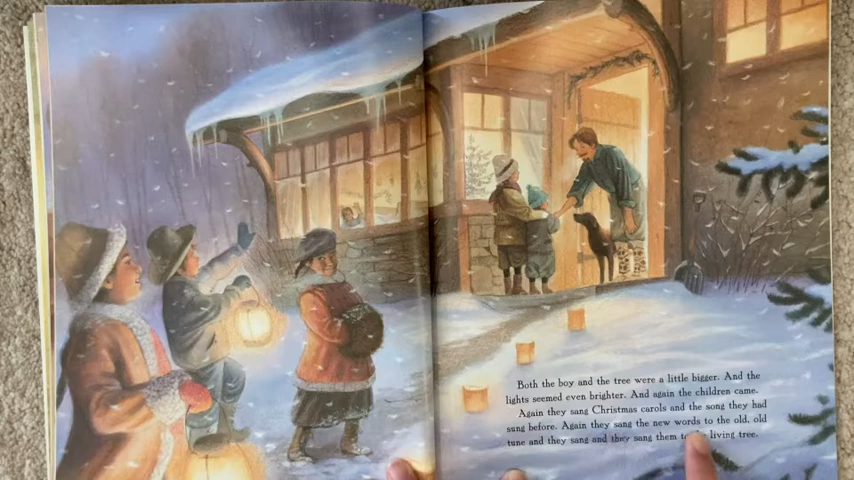 Both the boy and the tree were a little bigger. And the
lights seemed even brighter. And again the children came.
Again they sang Christmas carols and the song they had
sung before. Again they sang the new words to the old, old
tune and they sang and they sang them to living tree.